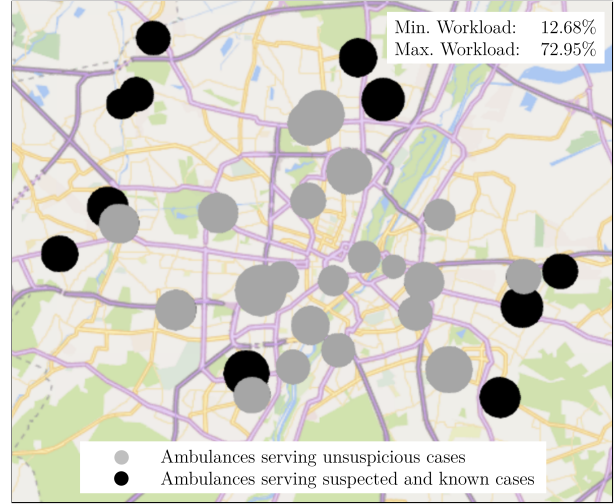 Min. Workload: 12.68%
Max. Workload: 72.95%
Ambulances serving unsuspicious cases
Ambulances serving suspected and known cases